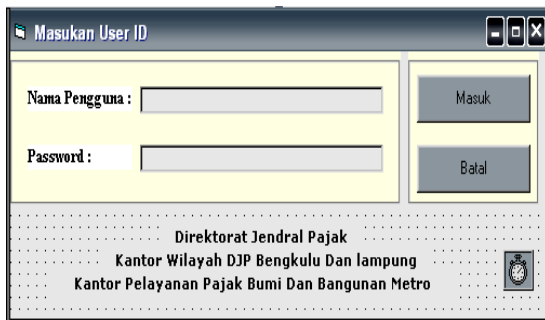 Masukan User ID
Nama Pengguna :
Masuk
Password :
Batal
Direktorat Jendral Pajak
Kantor Wilayah DJP Bengkulu Dan lampung
Kantor Pelayanan Pajak Bumi Dan Bangunan Metro